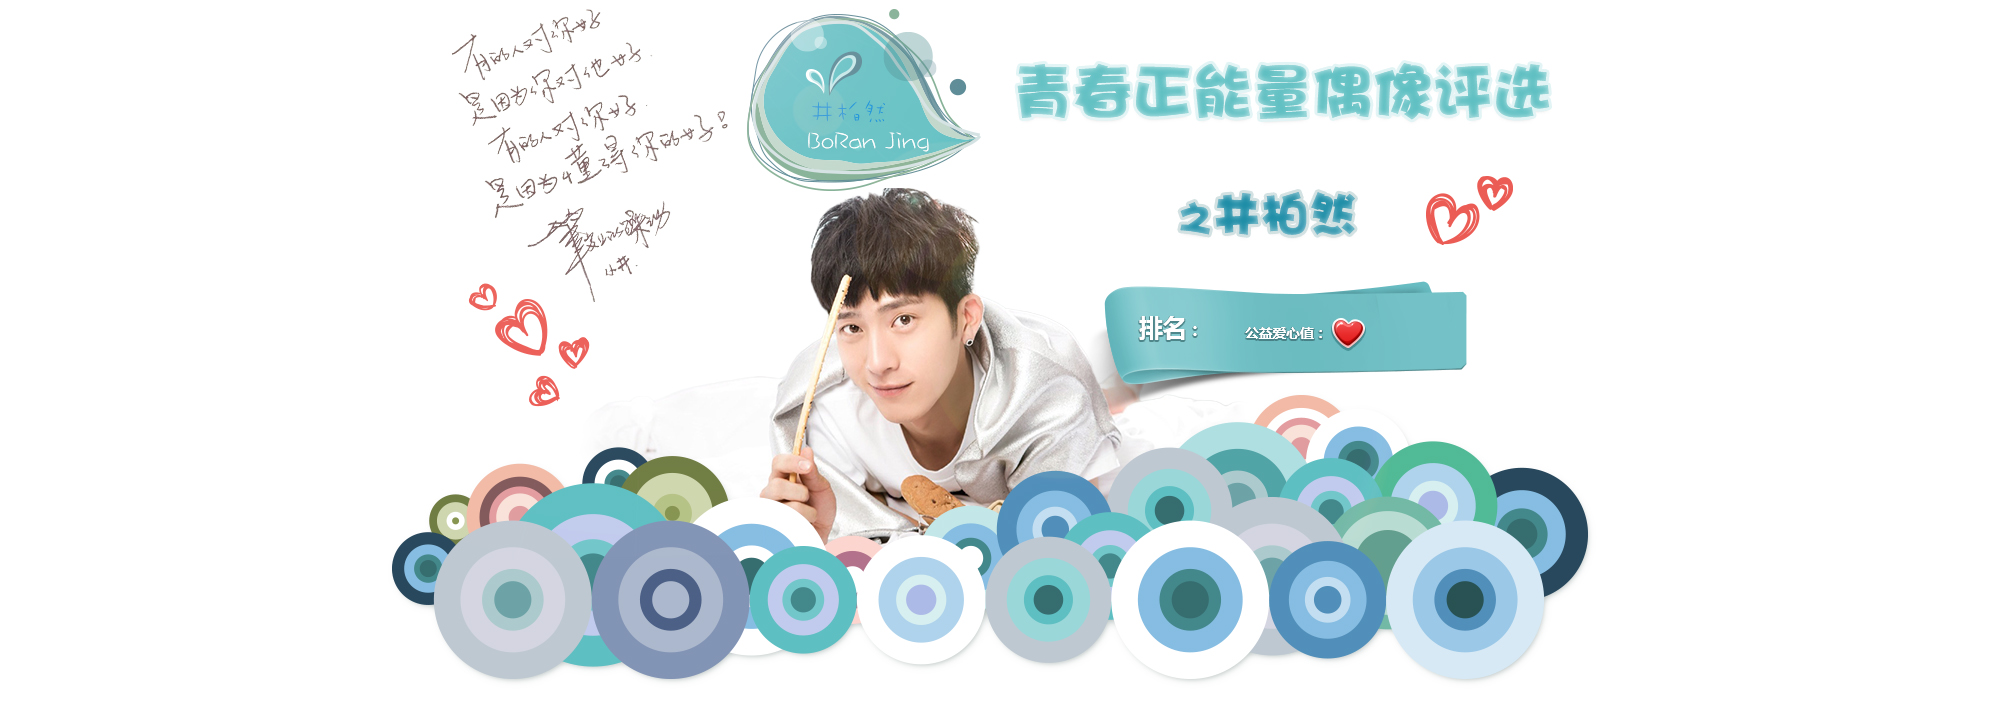 有的人对你好
是因为你对他好.
有的人对你好.
是因为懂得你的好!
小井.
井柏然
BoRan Jing
青春正能量偶像评选
之井柏然
排名：
公益爱心值：